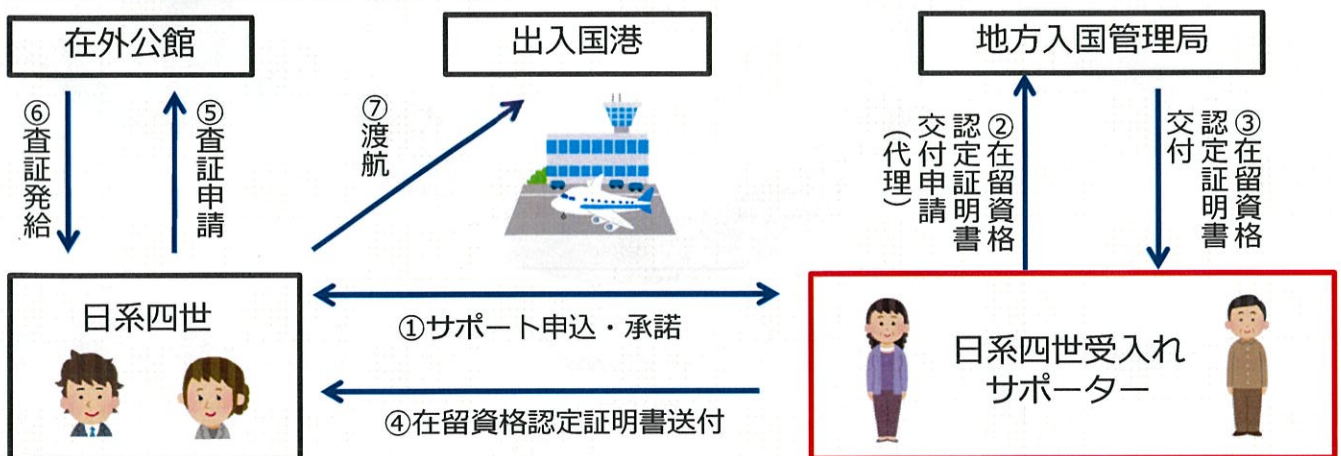 在外公館
出入国港
地方入国管理局
⑥査証発給
⑤査証申請
⑦渡航
②在留資格
認定証明書
交付申請
(代理)
③在留資格
認定証明書
交付
日系四世
①サポート申込・承諾
④在留資格認定証明書送付
日系四世受入れ
サポーター